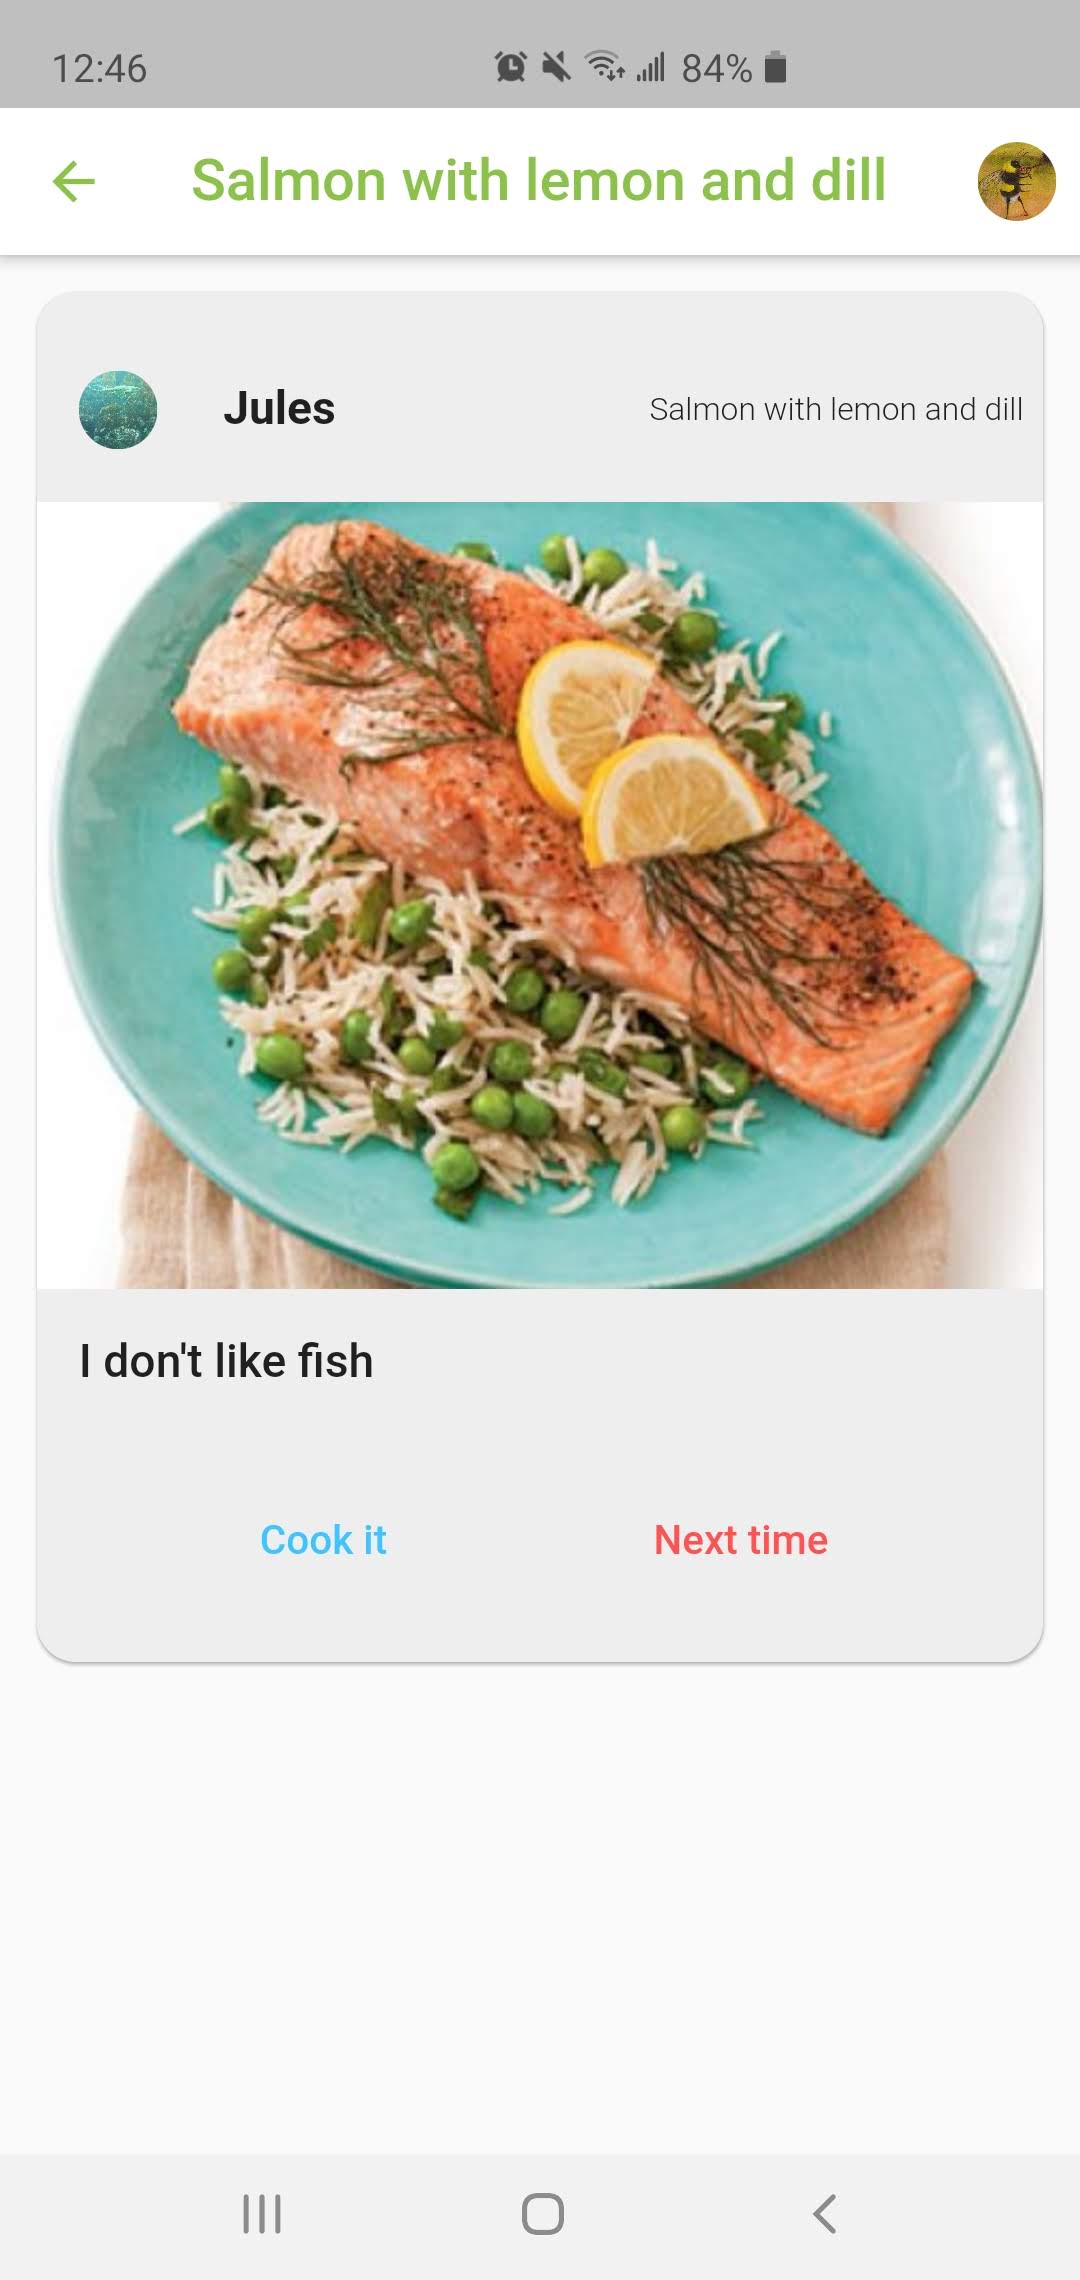 12:46
84%
Salmon with lemon and dill
Jules
Salmon with lemon and dill
I don't like fish
Cook it
Next time